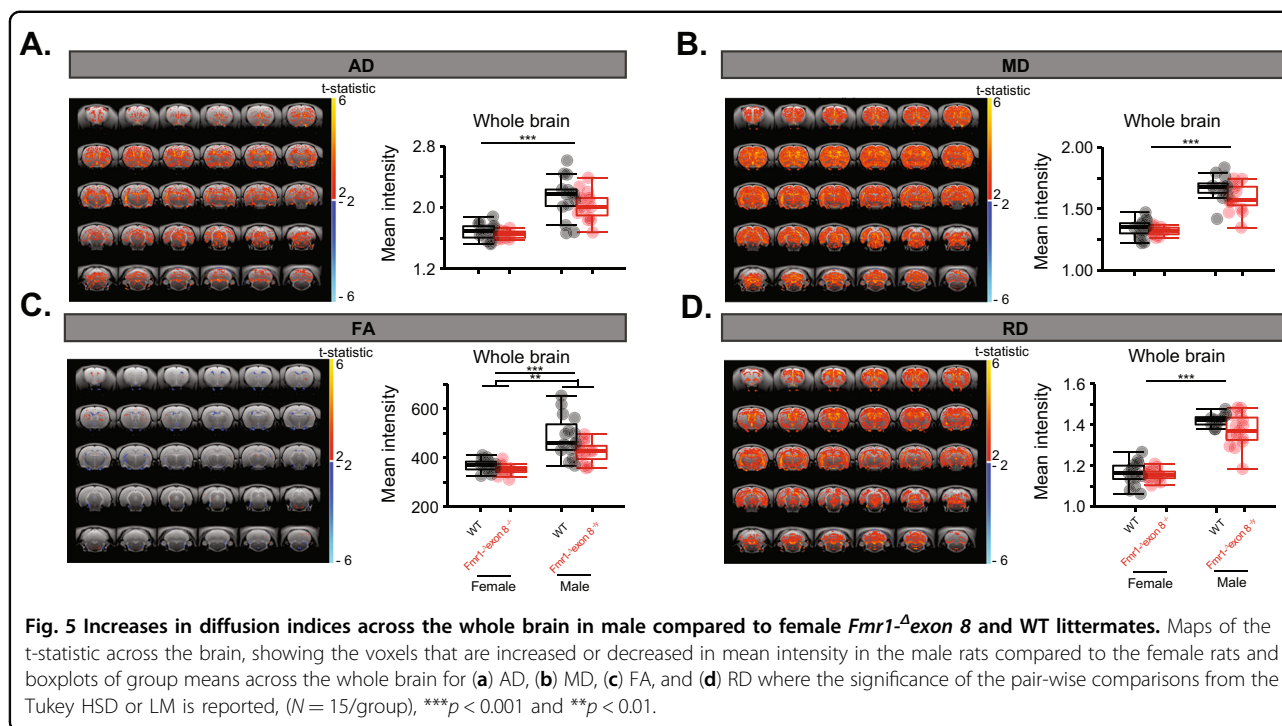 A.
AD
t-statistic
6
2
-2
- 6
Whole brain
***
Mean intensity
2.8
2.0
1.2
B.
MD
t-statistic
6
2
-2
- 6
Whole brain
***
Mean intensity
2.00
1.50
1.00
C.
FA
t-statistic
6
2
-2
- 6
Whole brain
***
**
Mean intensity
600
400
200
WT
Fmr1-^exon 8 -/-
Female
WT
Fmr1-^exon 8 -/y
Male
D.
RD
t-statistic
6
2
-2
- 6
Whole brain
***
Mean intensity
1.6
1.4
1.2
1.0
WT
Fmr1-^exon 8 -/-
Female
WT
Fmr1-^exon 8 -/y
Male
Fig. 5 Increases in diffusion indices across the whole brain in male compared to female Fmr1-Δexon 8 and WT littermates. Maps of the
t-statistic across the brain, showing the voxels that are increased or decreased in mean intensity in the male rats compared to the female rats and
boxplots of group means across the whole brain for (a) AD, (b) MD, (c) FA, and (d) RD where the significance of the pair-wise comparisons from the
Tukey HSD or LM is reported, (N = 15/group), ***p < 0.001 and **p < 0.01.